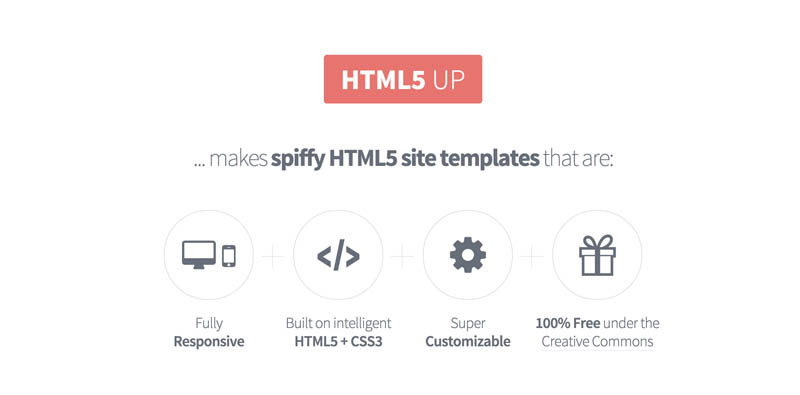 HTML5 UP
... makes spiffy HTML5 site templates that are:
</>
Fully
Responsive
Built on intelligent
HTML5 + CSS3
Super
Customizable
100% Free under the
Creative Commons